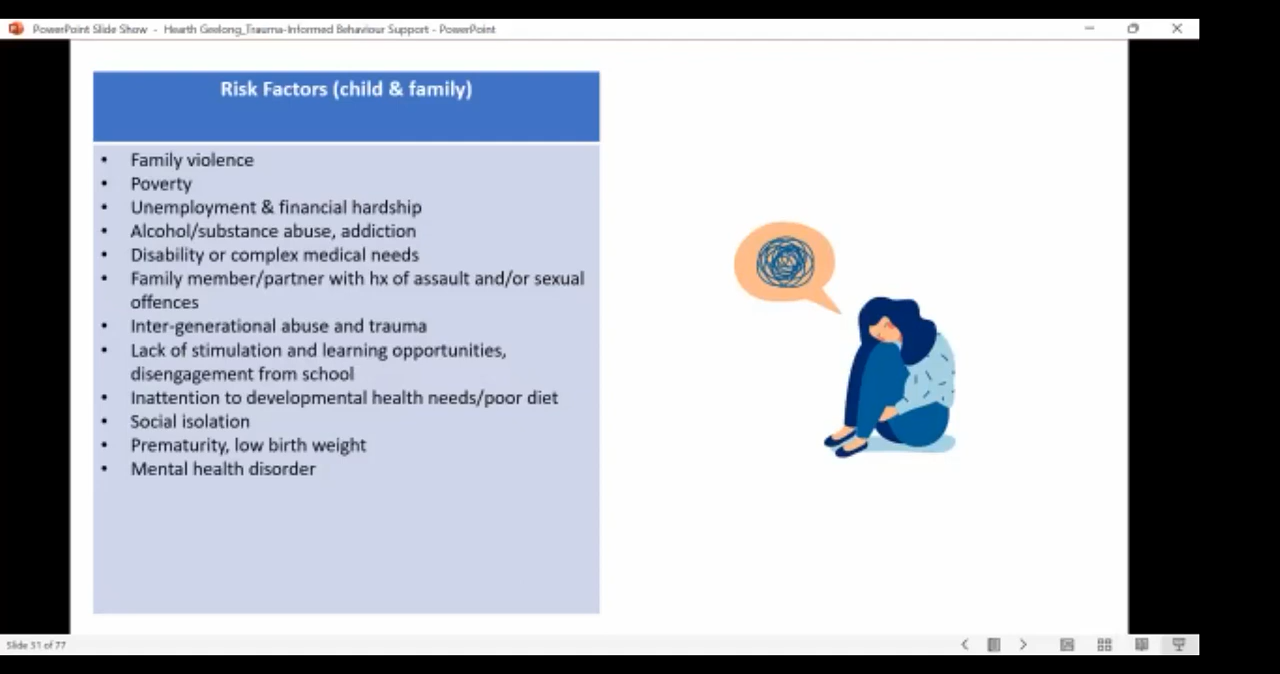 PowerPoint Slide Show - Hearth Geelong_Trauma-Informed Behaviour Support - PowerPoint
Risk Factors (child & family)
• Family violence
• Poverty
• Unemployment & financial hardship
• Alcohol/substance abuse, addiction
• Disability or complex medical needs
• Family member/partner with hx of assault and/or sexual
offences
• Inter-generational abuse and trauma
• Lack of stimulation and learning opportunities,
disengagement from school
• Inattention to developmental health needs/poor diet
• Social isolation
• Prematurity, low birth weight
• Mental health disorder
Slide 31 of 77